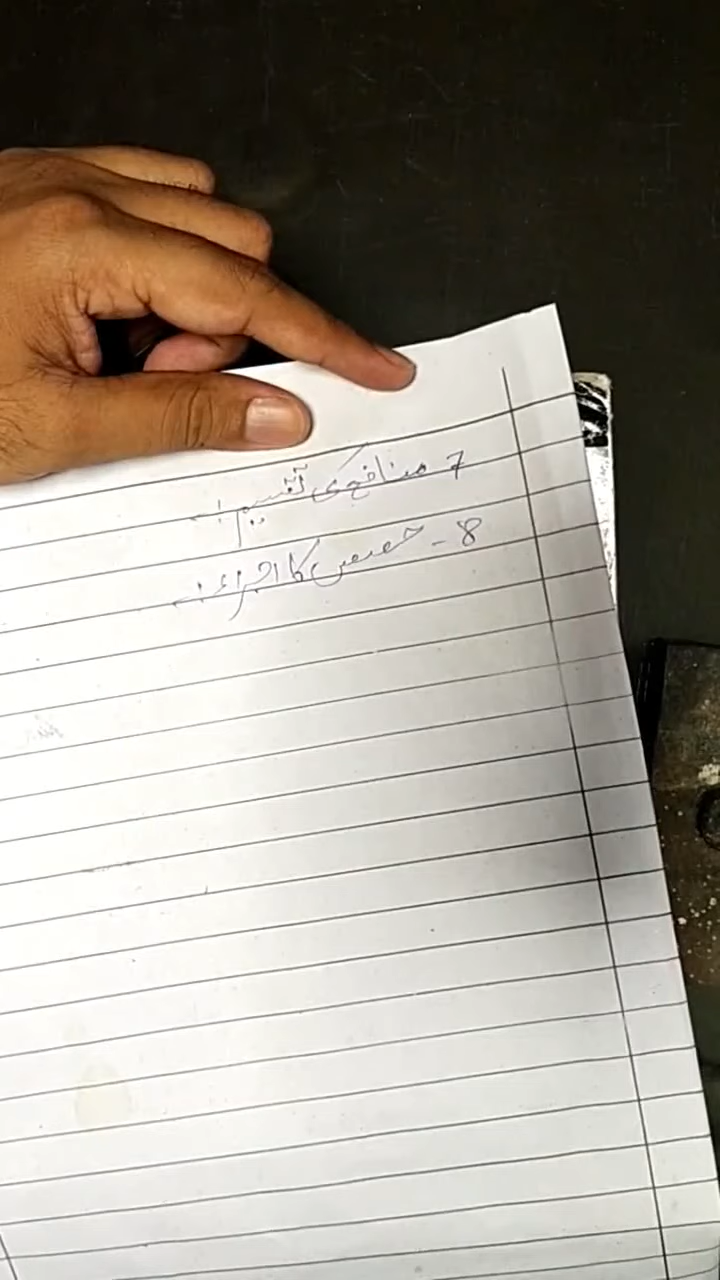 7 منافع کی تقسیم :-
8 - حصص کا اجراء :-